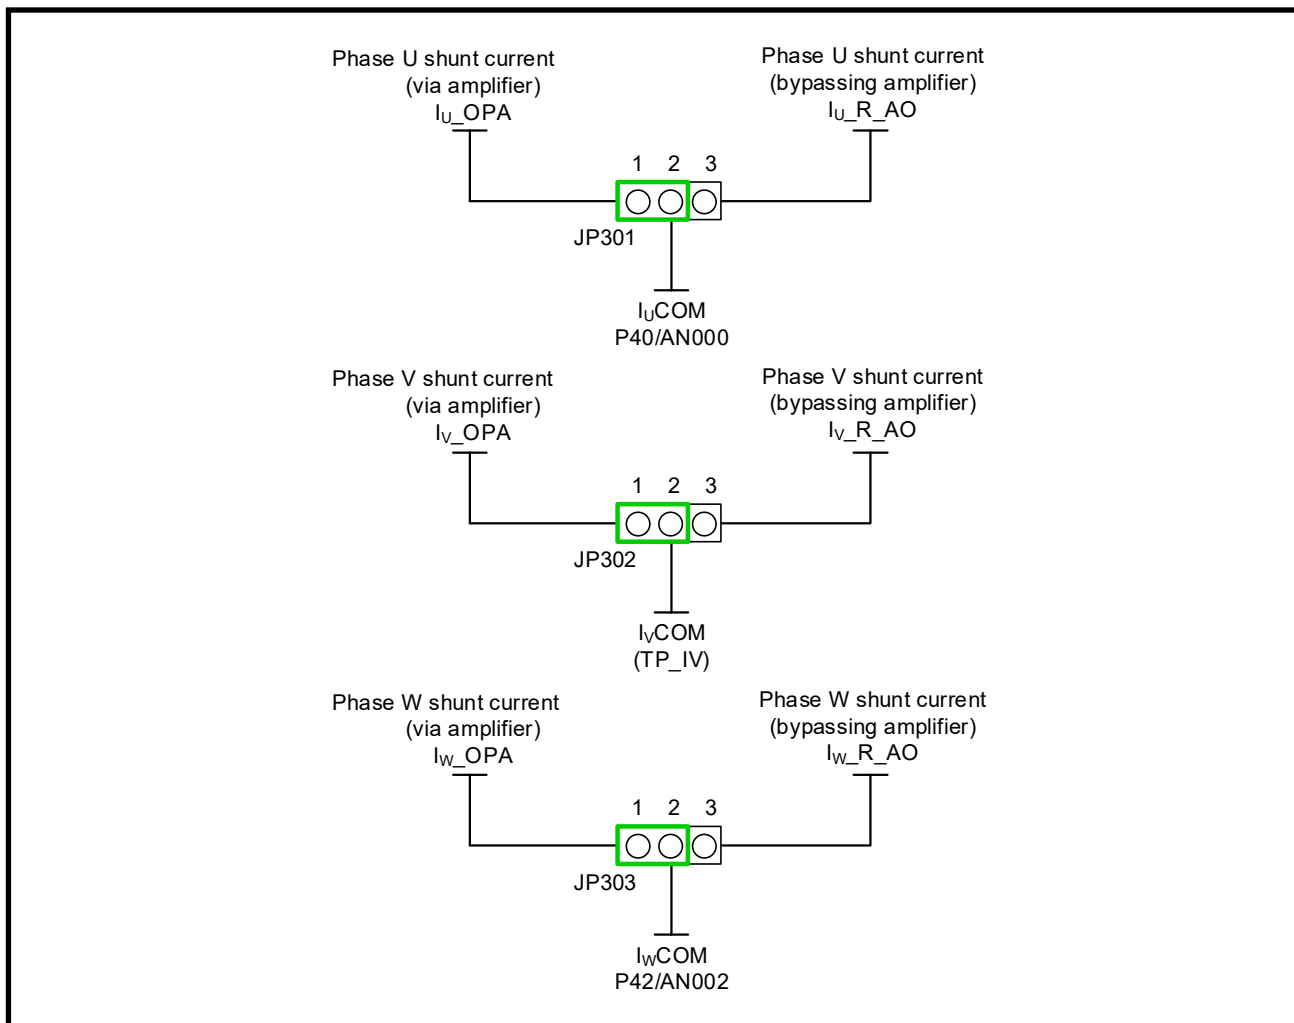 Phase U shunt current
(via amplifier)
IU_OPA
Phase U shunt current
(bypassing amplifier)
IU_R_AO
1 2 3
JP301
IUCOM
P40/AN000
Phase V shunt current
(via amplifier)
IV_OPA
Phase V shunt current
(bypassing amplifier)
IV_R_AO
1 2 3
JP302
IVCOM
(TP_IV)
Phase W shunt current
(via amplifier)
IW_OPA
Phase W shunt current
(bypassing amplifier)
IW_R_AO
1 2 3
JP303
IWCOM
P42/AN002